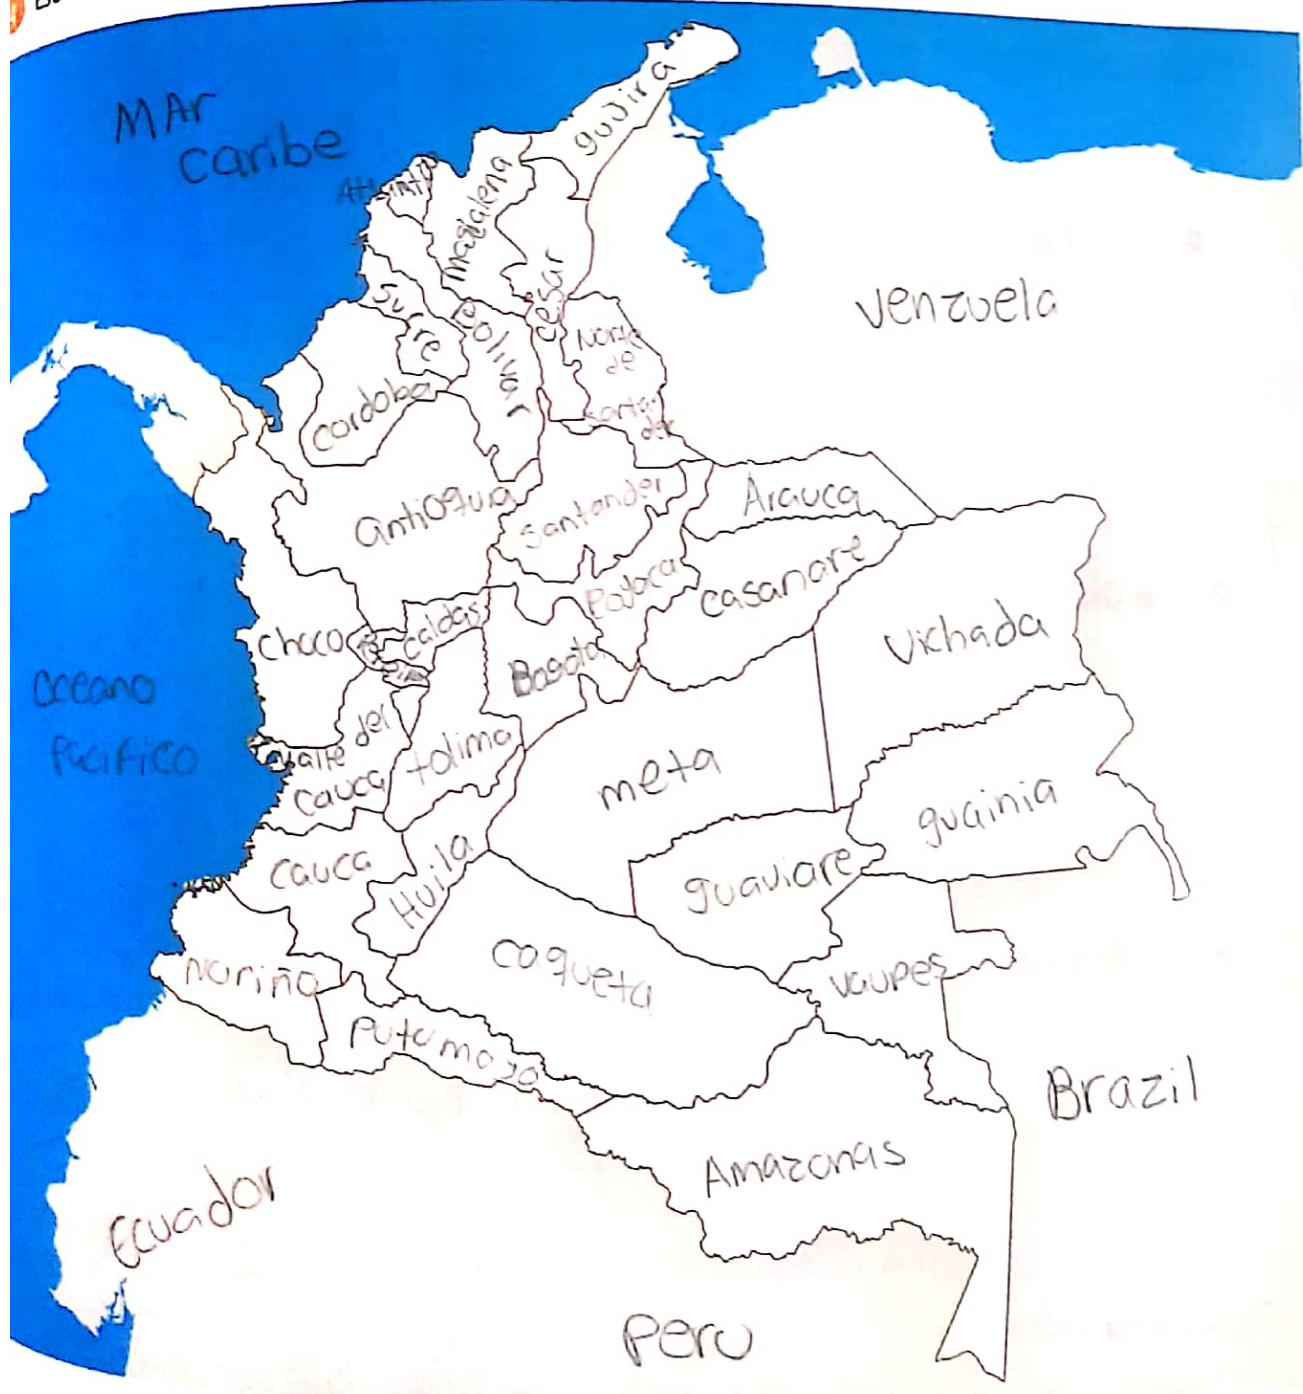 MAr
caribe
guajira
magdalena
cesar
sucre
bolivar
Norte
de
santan
der
cordoba
Venzuela
antioquia
santander
Arauca
Boyaca
casanare
choco
caldas
Bogota
Vichada
oceano
Pacifico
valle del
cauca
tolima
meta
guainia
cauca
Huila
guaviare
Nariño
caqueta
vaupes
Putumayo
Brazil
Amazonas
Ecuador
Peru